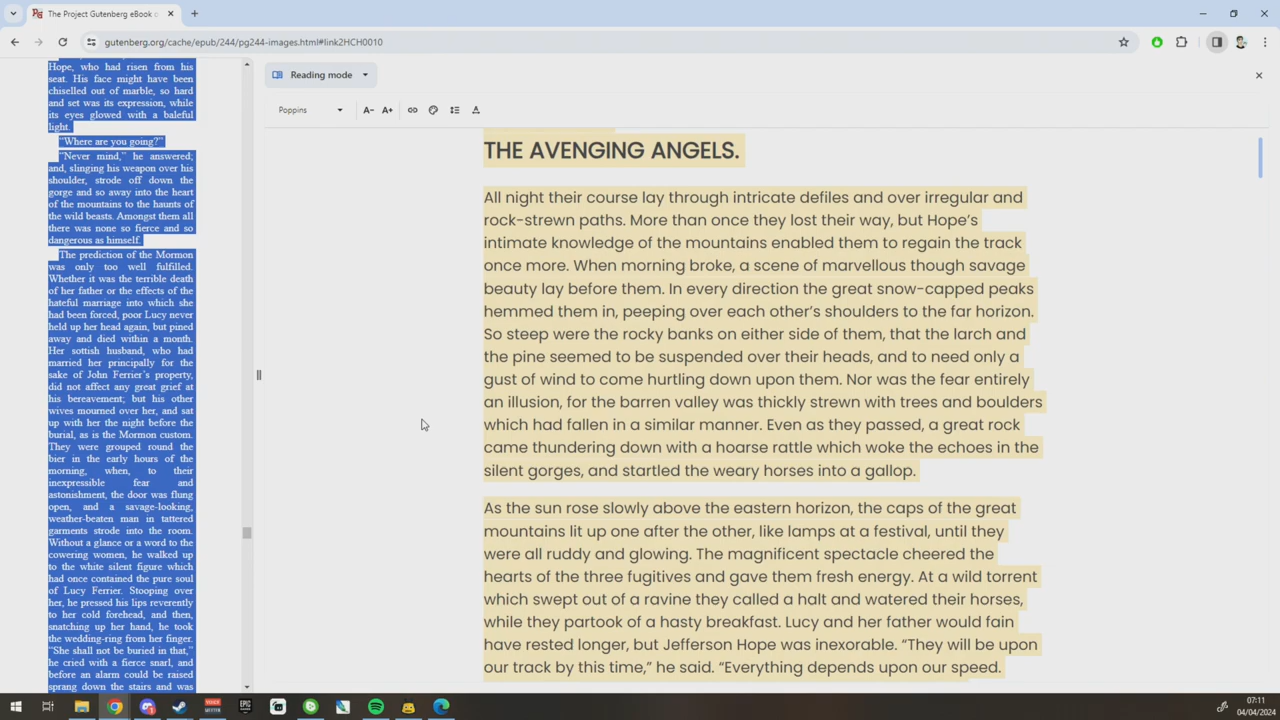 The Project Gutenberg eBook o
gutenberg.org/cache/epub/244/pg244-images.html#link2HCH0010
Hope, who had risen from his
seat. His face might have been
chiselled out of marble, so hard
and set was its expression, while
its eyes glowed with a baleful
light.
“Where are you going?”
“Never mind,” he answered;
and, slinging his weapon over his
shoulder, strode off down the
gorge and so away into the heart
of the mountains to the haunts of
the wild beasts. Amongst them all
there was none so fierce and so
dangerous as himself.
The prediction of the Mormon
was only too well fulfilled.
Whether it was the terrible death
of her father or the effects of the
hateful marriage into which she
had been forced, poor Lucy never
held up her head again, but pined
away and died within a month.
Her sottish husband, who had
married her principally for the
sake of John Ferrier’s property,
did not affect any great grief at
his bereavement; but his other
wives mourned over her, and sat
up with her the night before the
burial, as is the Mormon custom.
They were grouped round the
bier in the early hours of the
morning, when, to their
inexpressible fear and
astonishment, the door was flung
open, and a savage-looking,
weather-beaten man in tattered
garments strode into the room.
Without a glance or a word to the
cowering women, he walked up
to the white silent figure which
had once contained the pure soul
of Lucy Ferrier. Stooping over
her, he pressed his lips reverently
to her cold forehead, and then,
snatching up her hand, he took
the wedding-ring from her finger.
“She shall not be buried in that,”
he cried with a fierce snarl, and
before an alarm could be raised
sprang down the stairs and was
Reading mode
Poppins
A- A+
THE AVENGING ANGELS.
All night their course lay through intricate defiles and over irregular and
rock-strewn paths. More than once they lost their way, but Hope’s
intimate knowledge of the mountains enabled them to regain the track
once more. When morning broke, a scene of marvellous though savage
beauty lay before them. In every direction the great snow-capped peaks
hemmed them in, peeping over each other’s shoulders to the far horizon.
So steep were the rocky banks on either side of them, that the larch and
the pine seemed to be suspended over their heads, and to need only a
gust of wind to come hurtling down upon them. Nor was the fear entirely
an illusion, for the barren valley was thickly strewn with trees and boulders
which had fallen in a similar manner. Even as they passed, a great rock
came thundering down with a hoarse rattle which woke the echoes in the
silent gorges, and startled the weary horses into a gallop.
As the sun rose slowly above the eastern horizon, the caps of the great
mountains lit up one after the other, like lamps at a festival, until they
were all ruddy and glowing. The magnificent spectacle cheered the
hearts of the three fugitives and gave them fresh energy. At a wild torrent
which swept out of a ravine they called a halt and watered their horses,
while they partook of a hasty breakfast. Lucy and her father would fain
have rested longer, but Jefferson Hope was inexorable. “They will be upon
our track by this time,” he said. “Everything depends upon our speed.
07:11
04/04/2024